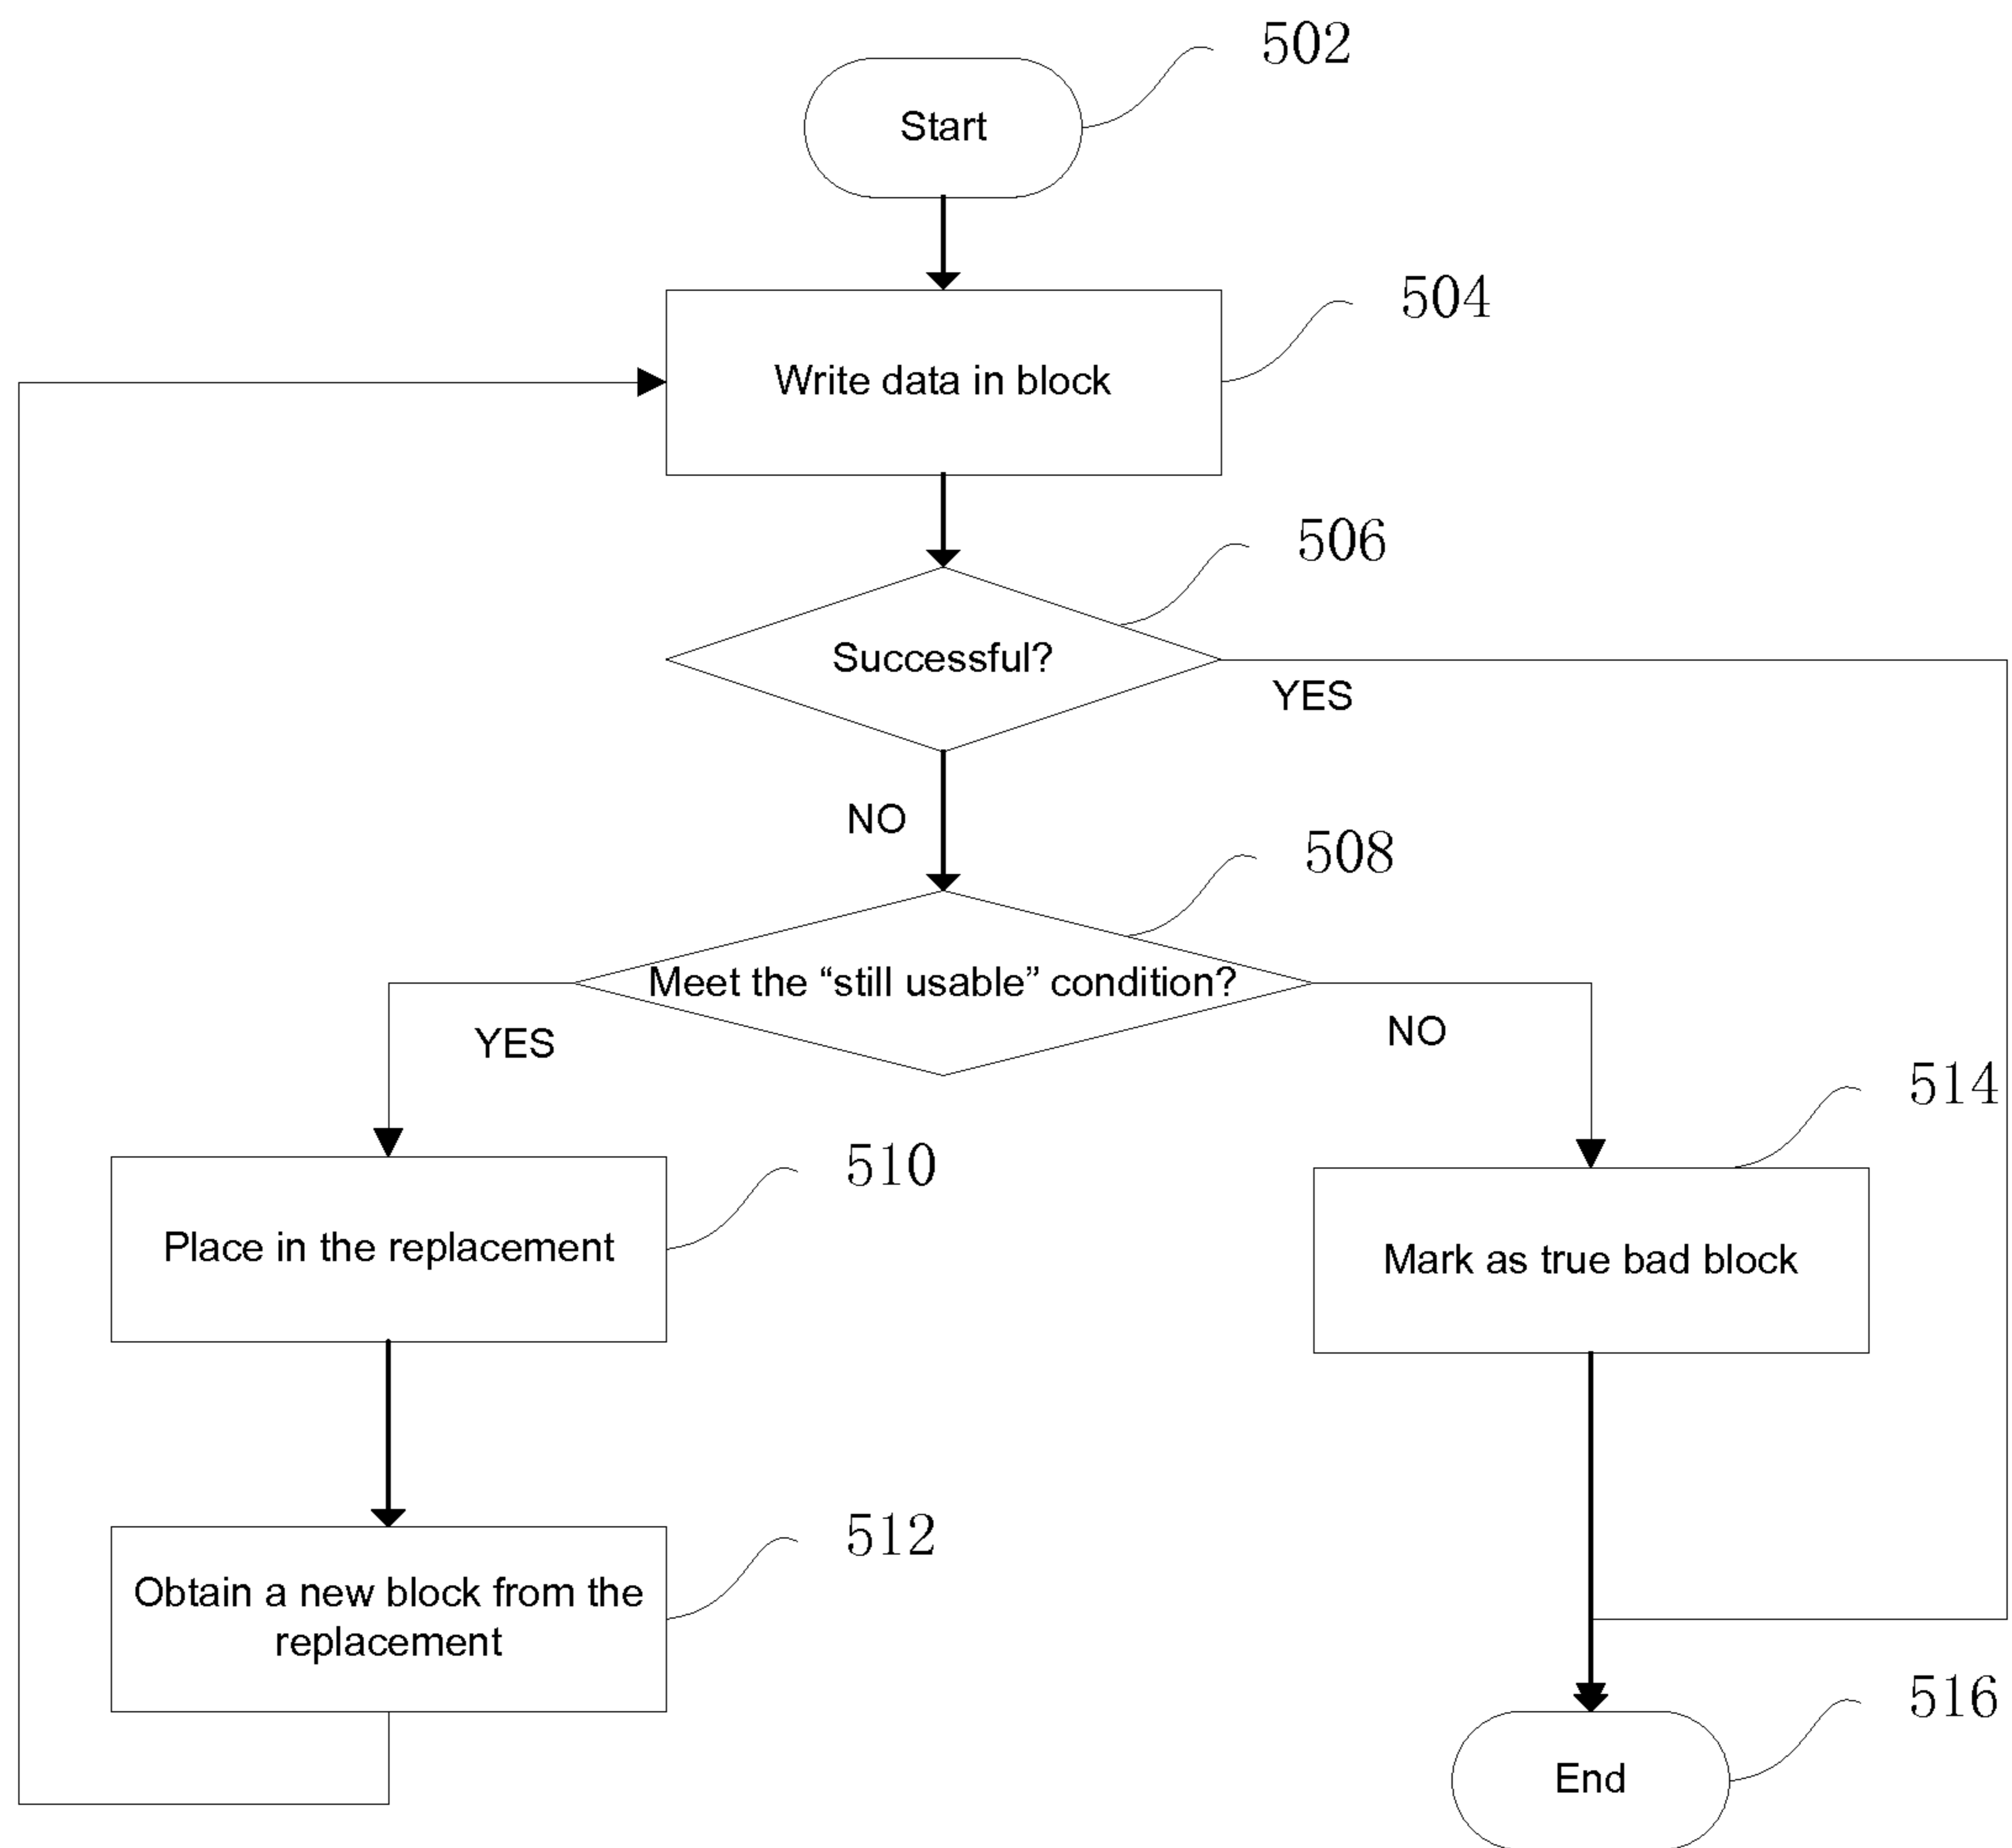 502
Start
504
Write data in block
506
Successful?
YES
NO
508
Meet the “still usable” condition?
YES
NO
514
510
Place in the replacement
Mark as true bad block
512
Obtain a new block from the
replacement
516
End